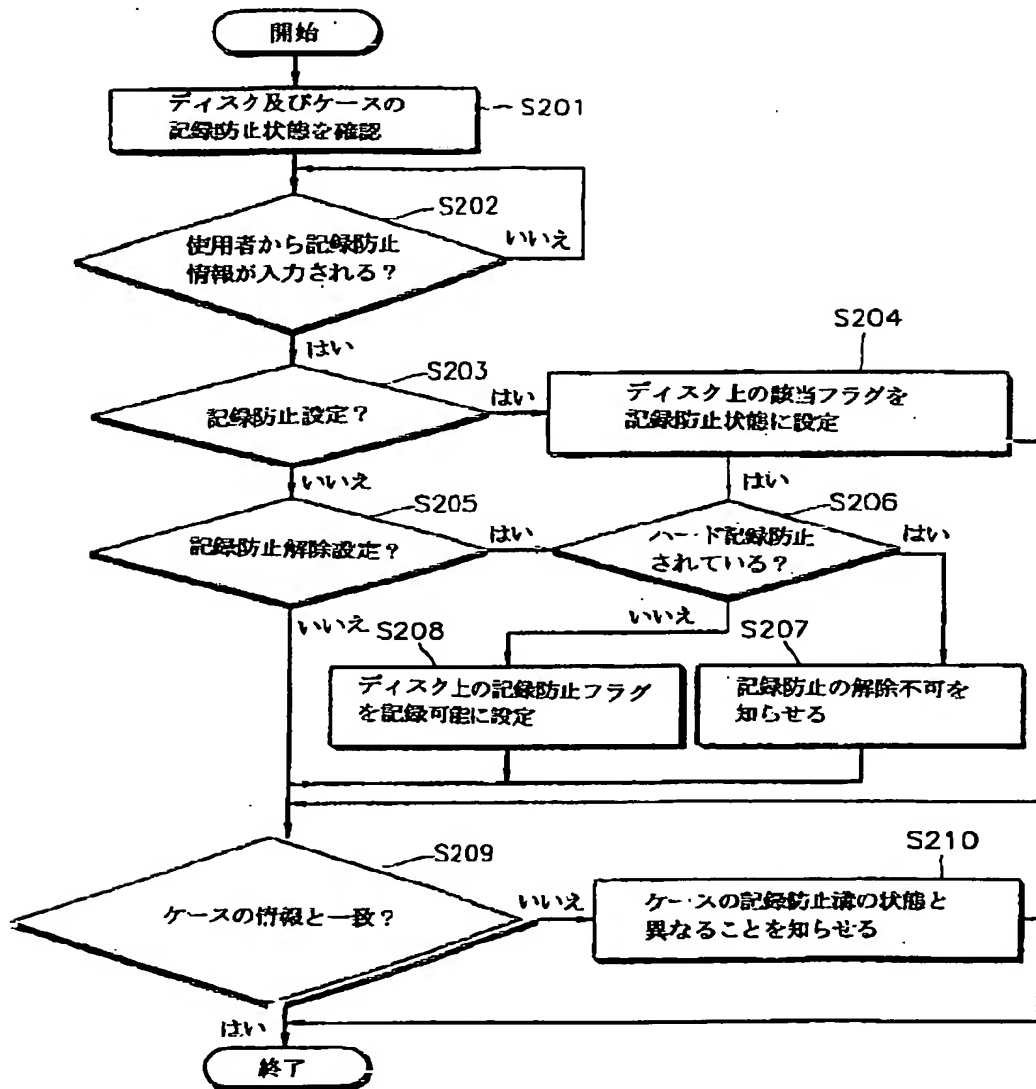 開始
ディスク及びケースの
記録防止状態を確認
S201
S202
使用者から記録防止
情報が入力される？
いいえ
はい
S203
記録防止設定？
はい
S204
ディスク上の該当フラグを
記録防止状態に設定
いいえ
はい
S205
記録防止解除設定？
はい
S206
ハード記録防止
されている？
はい
いいえ
いいえ
S208
ディスク上の記録防止フラグ
を記録可能に設定
S207
記録防止の解除不可を
知らせる
S209
ケースの情報と一致？
いいえ
S210
ケースの記録防止溝の状態と
異なることを知らせる
はい
終了